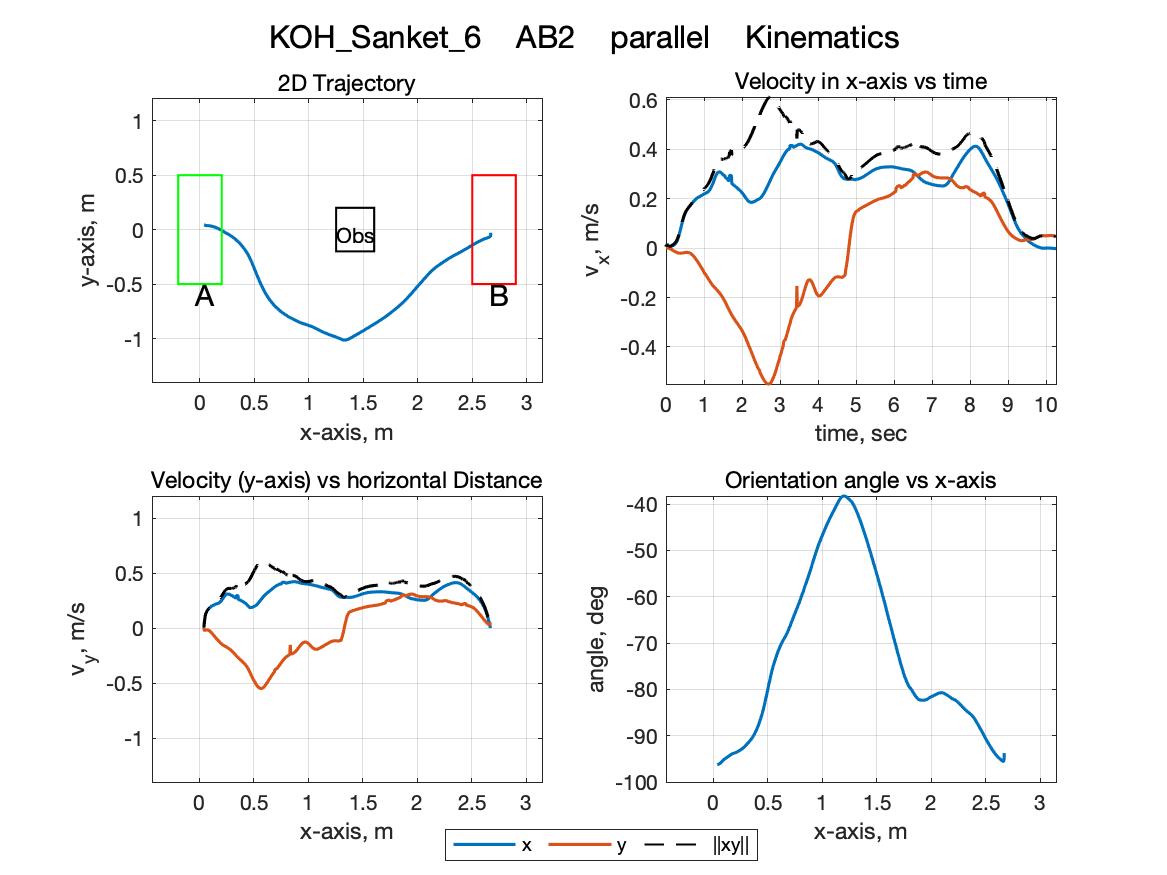 KOH_Sanket_6 AB2 parallel Kinematics
2D Trajectory
1
0.5
0
-0.5
-1
y-axis, m
Obs
A
B
0 0.5 1 1.5 2 2.5 3
x-axis, m
Velocity in x-axis vs time
0.6
0.4
0.2
0
-0.2
-0.4
vx, m/s
0 1 2 3 4 5 6 7 8 9 10
time, sec
Velocity (y-axis) vs horizontal Distance
1
0.5
0
-0.5
-1
vy, m/s
0 0.5 1 1.5 2 2.5 3
x-axis, m
Orientation angle vs x-axis
-40
-50
-60
-70
-80
-90
-100
angle, deg
0 0.5 1 1.5 2 2.5 3
x-axis, m
x y ||xy||